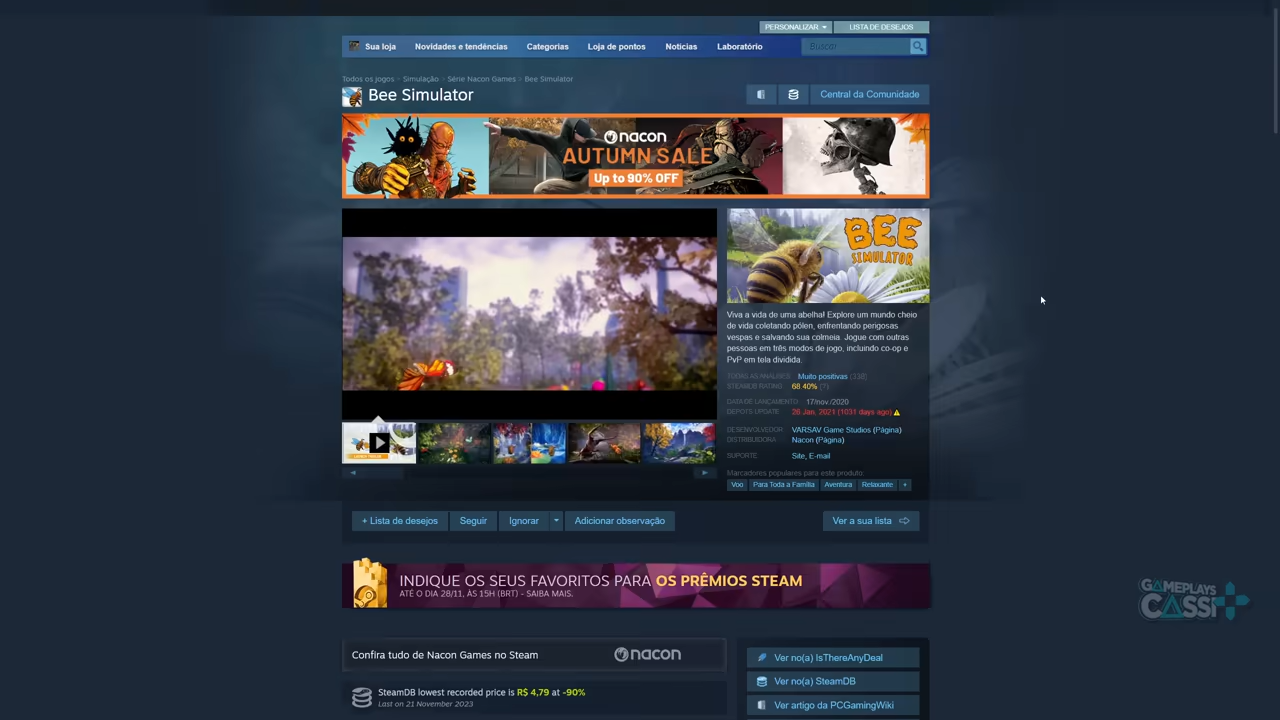 PERSONALIZAR
LISTA DE DESEJOS
Sua loja
Novidades e tendências
Categorias
Loja de pontos
Notícias
Laboratório
Buscar
Todos os jogos > Simulação > Série Nacon Games > Bee Simulator
Bee Simulator
Central da Comunidade
nacon
AUTUMN SALE
Up to 90% OFF
BEE
SIMULATOR
Viva a vida de uma abelha! Explore um mundo cheio
de vida coletando pólen, enfrentando perigosas
vespas e salvando sua colmeia. Jogue com outras
pessoas em três modos de jogo, incluindo co-op e
PvP em tela dividida.
TODAS AS ANÁLISES: Muito positivas (338)
STEAMDB RATING: 68.40% (?)
DATA DE LANÇAMENTO: 17/nov./2020
DEPOTS UPDATE: 26 Jan, 2021 (1031 days ago)
DESENVOLVEDOR: VARSAV Game Studios (Página)
DISTRIBUIDORA: Nacon (Página)
SUPORTE: Site, E-mail
Marcadores populares para este produto:
Voo
Para Toda a Família
Aventura
Relaxante
+
+ Lista de desejos
Seguir
Ignorar
Adicionar observação
Ver a sua lista
INDIQUE OS SEUS FAVORITOS PARA OS PRÊMIOS STEAM
ATÉ O DIA 28/11, ÀS 15H (BRT) - SAIBA MAIS.
GAMEPLAYS
CASSI
Confira tudo de Nacon Games no Steam
nacon
Ver no(a) IsThereAnyDeal
Ver no(a) SteamDB
Ver artigo da PCGamingWiki
SteamDB lowest recorded price is R$ 4,79 at -90%
Last on 21 November 2023